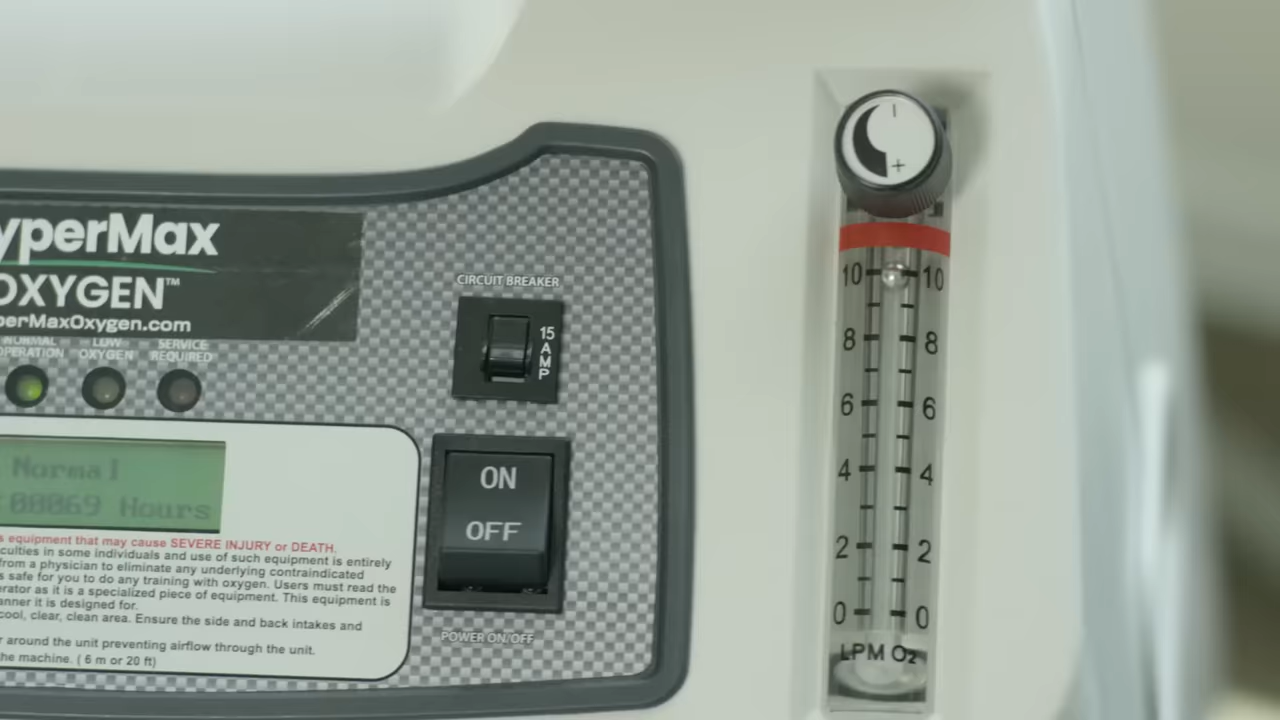 yperMax
OXYGEN™
perMaxOxygen.com
NORMAL OPERATION
LOW OXYGEN
SERVICE REQUIRED
Normal
00069 Hours
s equipment that may cause SEVERE INJURY or DEATH.
culties in some individuals and use of such equipment is entirely
from a physician to eliminate any underlying contraindicated
s safe for you to do any training with oxygen. Users must read the
erator as it is a specialized piece of equipment. This equipment is
anner it is designed for.
cool, clear, clean area. Ensure the side and back intakes and
r around the unit preventing airflow through the unit.
he machine. ( 6 m or 20 ft)
CIRCUIT BREAKER
15 AMP
ON
OFF
POWER ON/OFF
+
10 10
8 8
6 6
4 4
2 2
0 0
LPM O₂